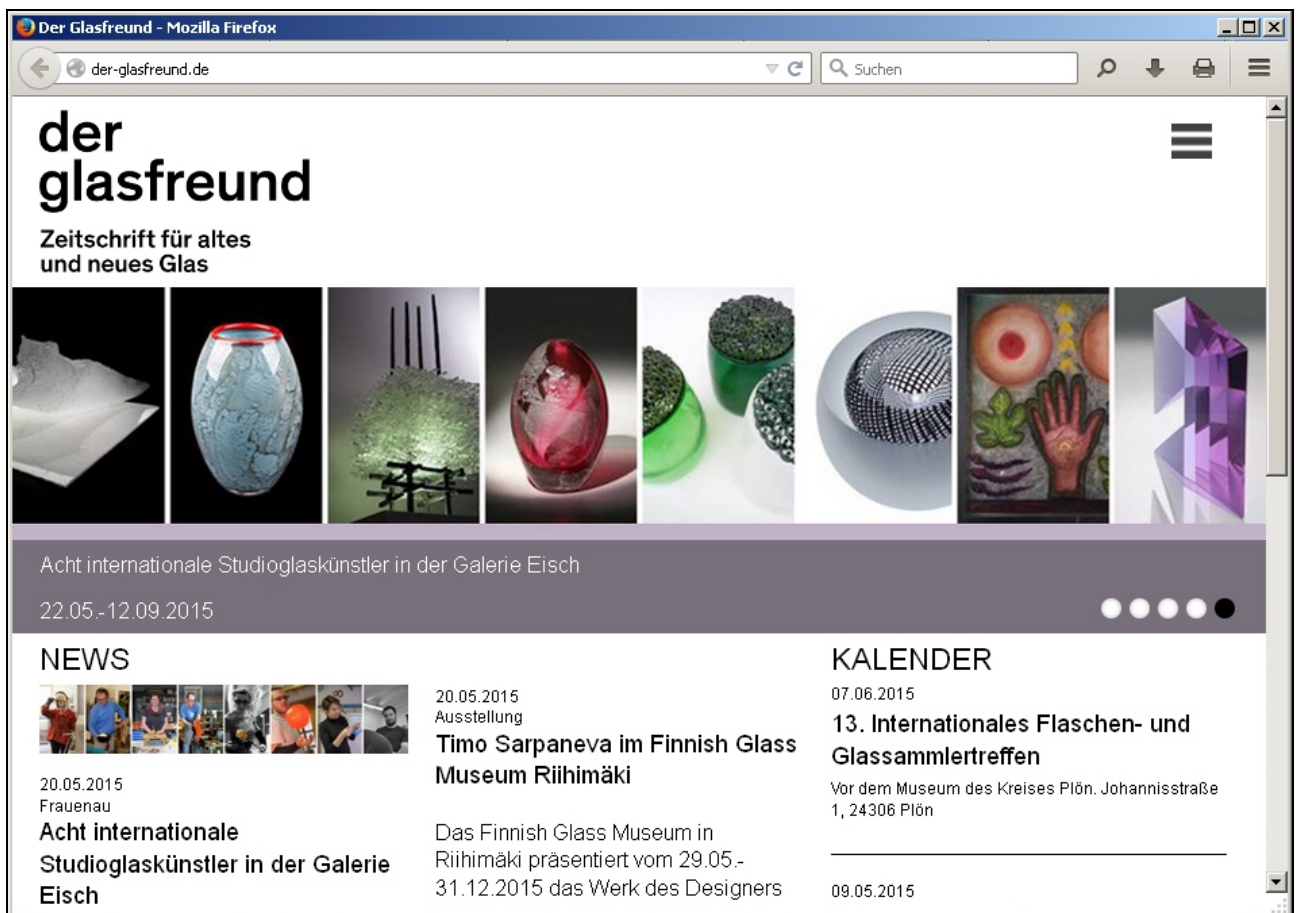 Der Glasfreund - Mozilla Firefox
der-glasfreund.de
Suchen
der
glasfreund
Zeitschrift für altes
und neues Glas
Acht internationale Studioglaskünstler in der Galerie Eisch
22.05.-12.09.2015
NEWS
20.05.2015
Frauenau
Acht internationale
Studioglaskünstler in der Galerie
Eisch
20.05.2015
Ausstellung
Timo Sarpaneva im Finnish Glass
Museum Riihimäki
Das Finnish Glass Museum in
Riihimäki präsentiert vom 29.05.-
31.12.2015 das Werk des Designers
KALENDER
07.06.2015
13. Internationales Flaschen- und
Glassammlertreffen
Vor dem Museum des Kreises Plön. Johannisstraße
1, 24306 Plön
09.05.2015